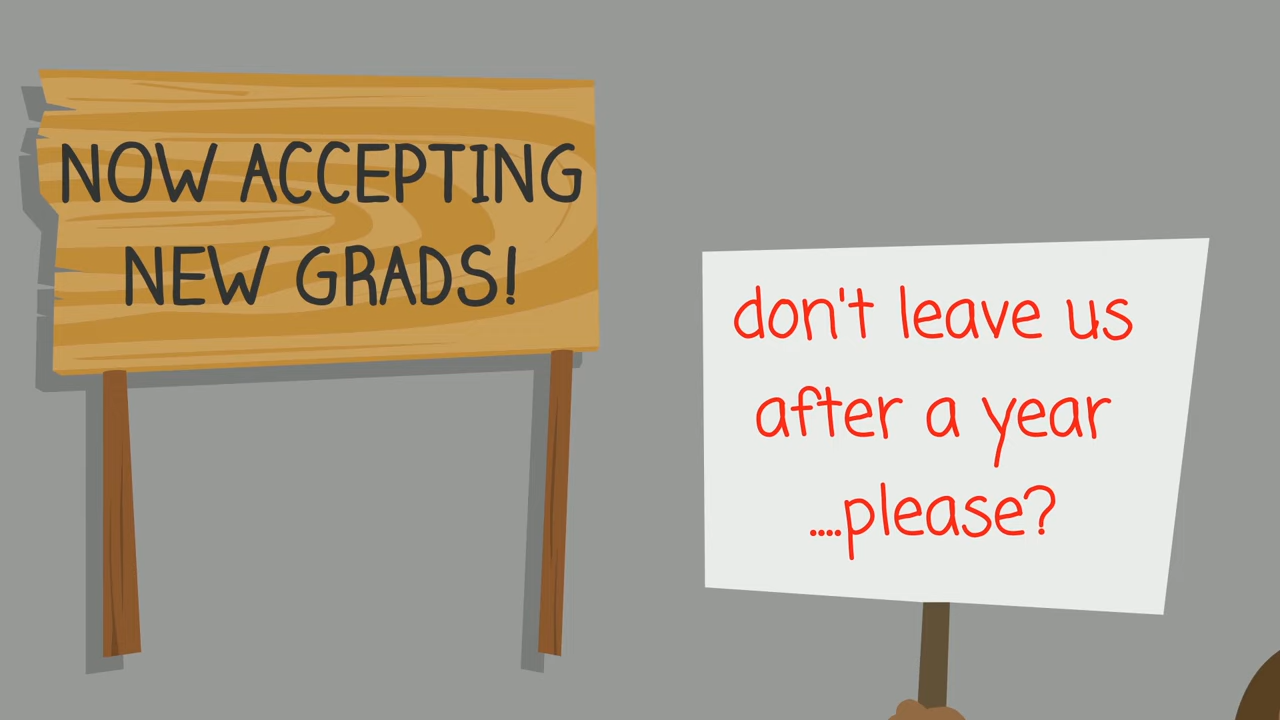 NOW ACCEPTING
NEW GRADS!
don't leave us
after a year
....please?